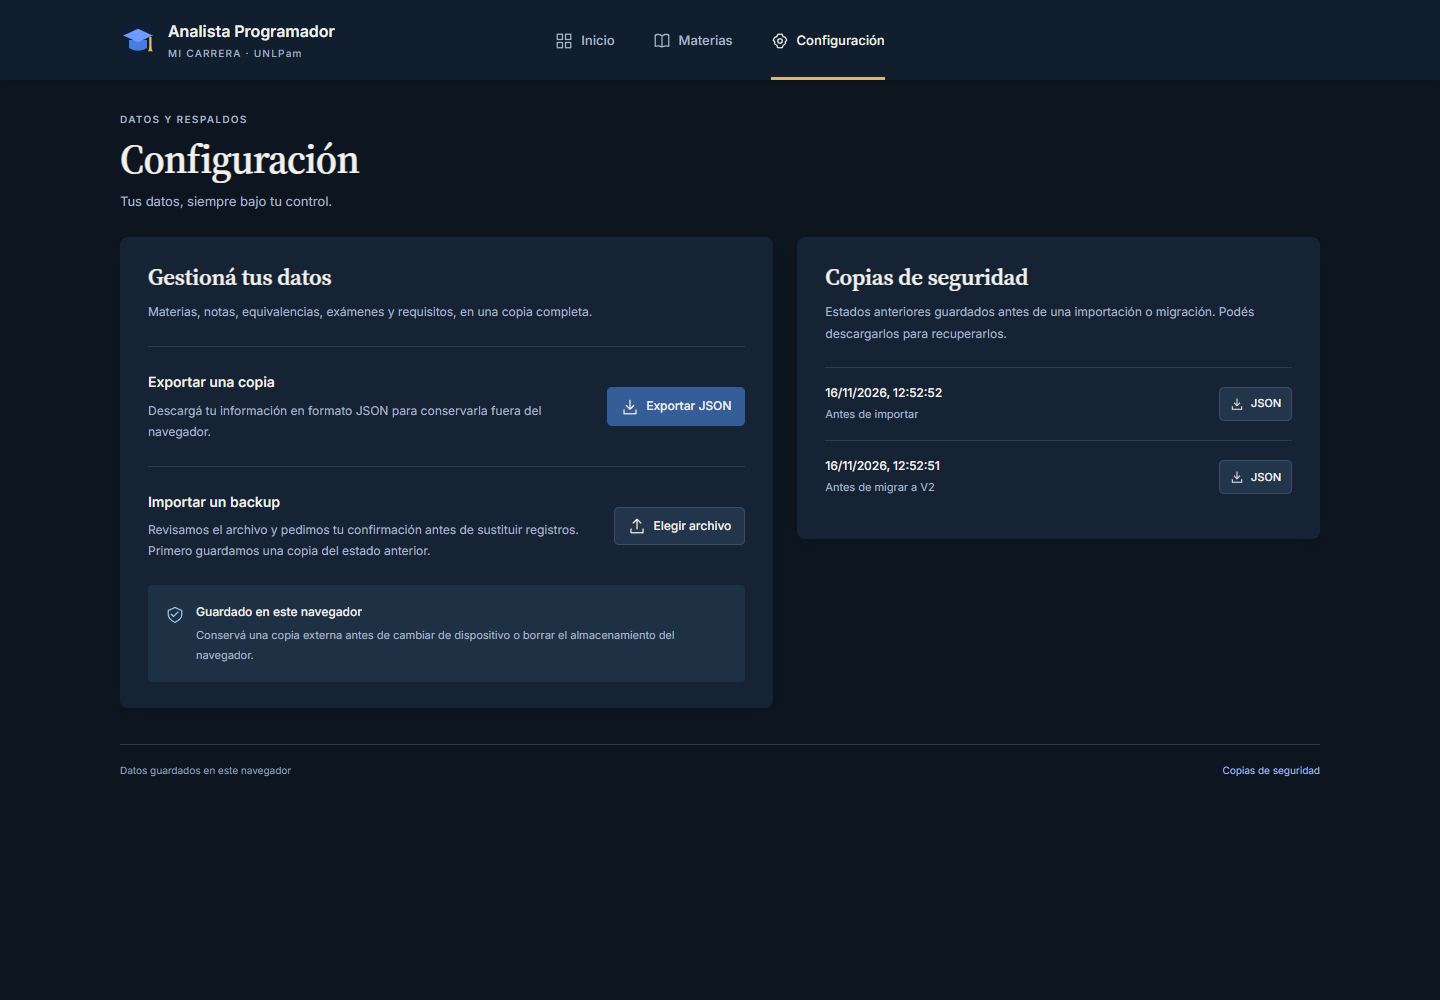 Analista Programador
MI CARRERA · UNLPam
Inicio
Materias
Configuración
DATOS Y RESPALDOS
Configuración
Tus datos, siempre bajo tu control.
Gestioná tus datos
Materias, notas, equivalencias, exámenes y requisitos, en una copia completa.
Exportar una copia
Descargá tu información en formato JSON para conservarla fuera del
navegador.
Exportar JSON
Importar un backup
Revisamos el archivo y pedimos tu confirmación antes de sustituir registros.
Primero guardamos una copia del estado anterior.
Elegir archivo
Guardado en este navegador
Conservá una copia externa antes de cambiar de dispositivo o borrar el almacenamiento del
navegador.
Copias de seguridad
Estados anteriores guardados antes de una importación o migración. Podés
descargarlos para recuperarlos.
16/11/2026, 12:52:52
Antes de importar
JSON
16/11/2026, 12:52:51
Antes de migrar a V2
JSON
Datos guardados en este navegador
Copias de seguridad